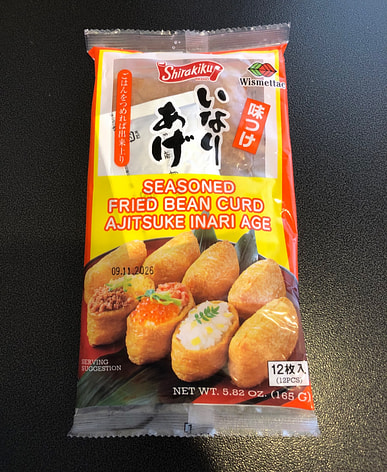 Shirakiku
BRAND
Wismettac
味つけ
いなり
あげ
ごはんをつめれば出来上り
SEASONED
FRIED BEAN CURD
AJITSUKE INARI AGE
09.11.2026
SERVING
SUGGESTION
12枚入
(12PCS)
NET WT. 5.82 OZ. (165 G)